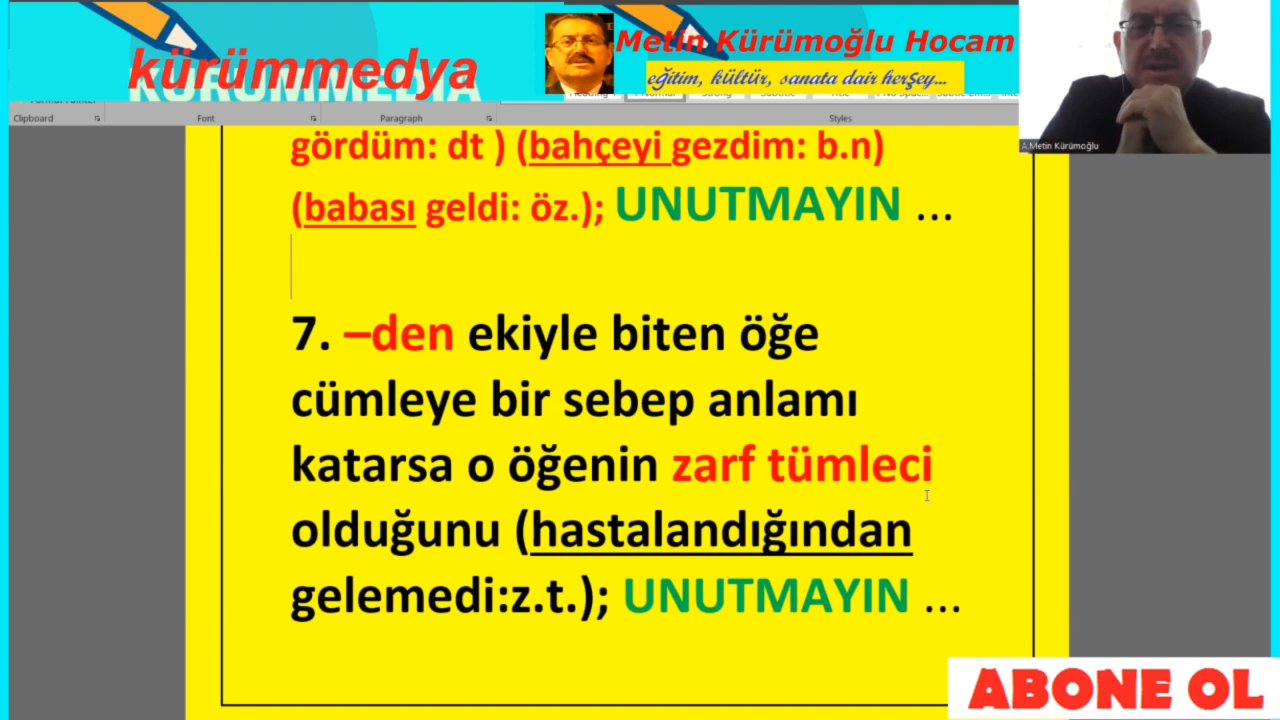 kürümmedya
KÜRÜMMEDİA
Metin Kürümoğlu Hocam
eğitim, kültür, sanata dair herşey...
Clipboard
Font
Paragraph
Styles
A.Metin Kürümoğlu
gördüm: dt ) (bahçeyi gezdim: b.n)
(babası geldi: öz.); UNUTMAYIN ...
7. –den ekiyle biten öğe
cümleye bir sebep anlamı
katarsa o öğenin zarf tümleci
olduğunu (hastalandığından
gelemedi:z.t.); UNUTMAYIN ...
ABONE OL